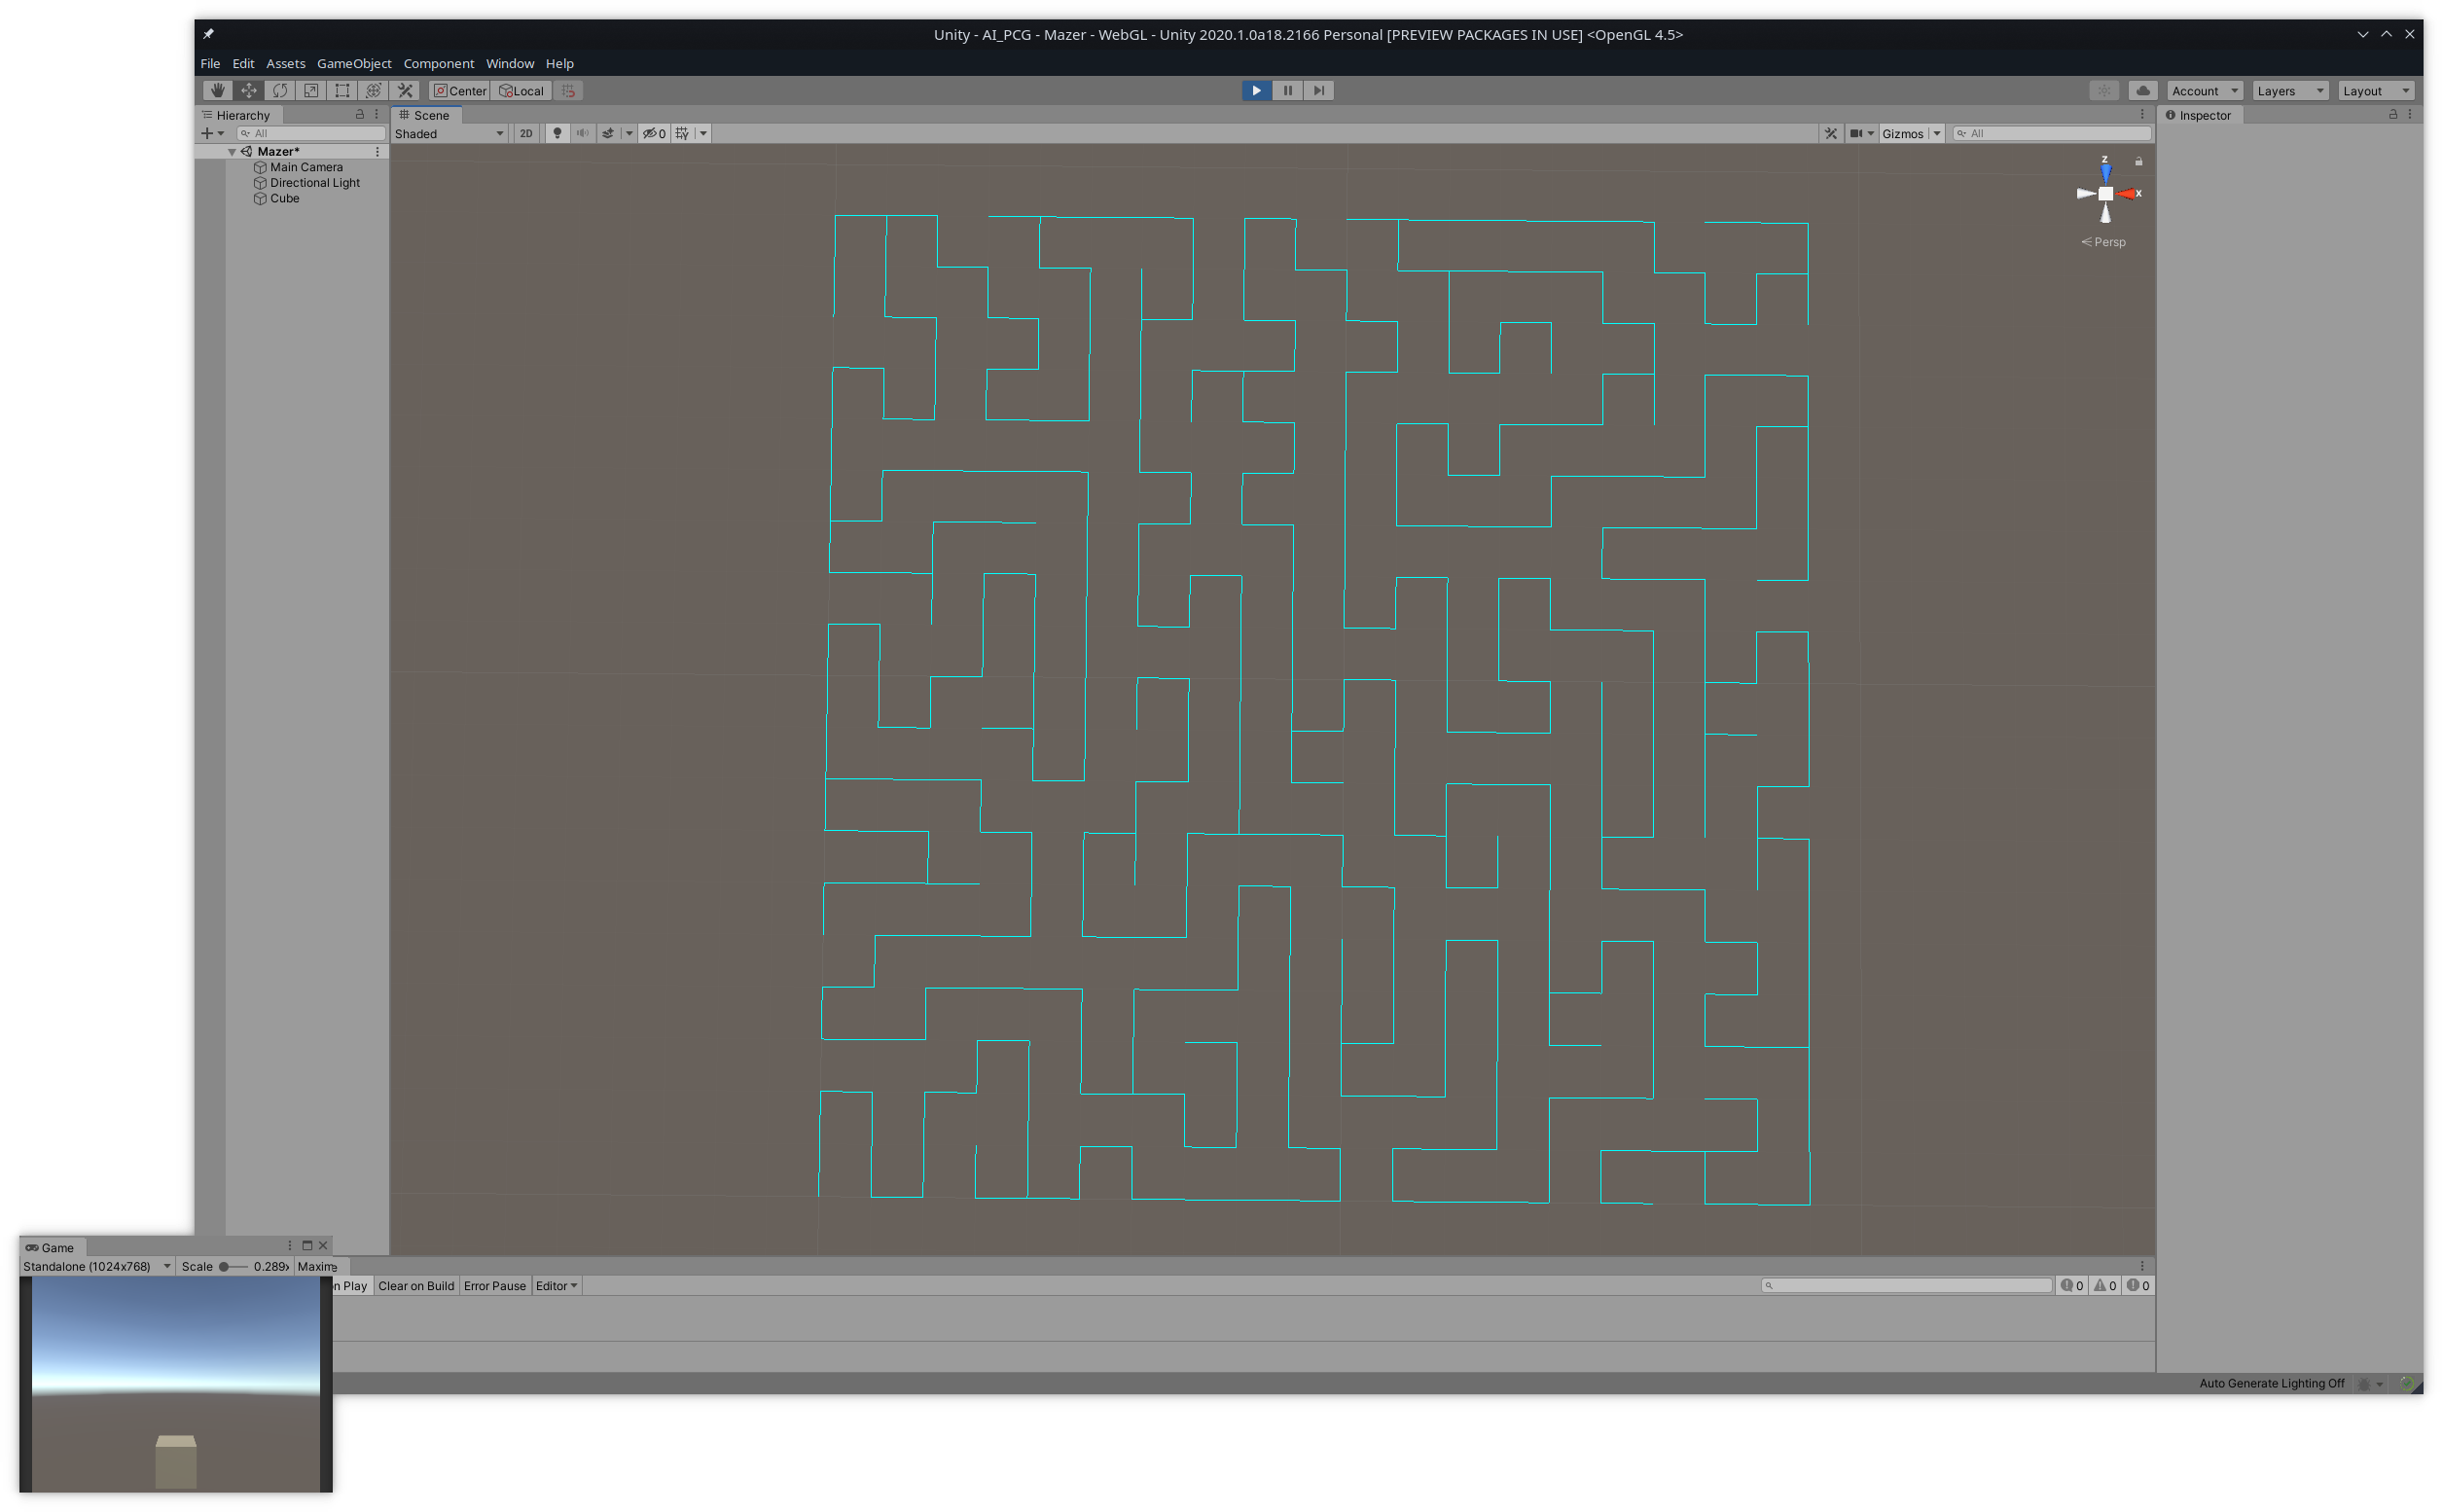 Unity - AI_PCG - Mazer - WebGL - Unity 2020.1.0a18.2166 Personal [PREVIEW PACKAGES IN USE] <OpenGL 4.5>
File Edit Assets GameObject Component Window Help
Center Local Account Layers Layout
Hierarchy Scene Inspector
All Shaded 2D 0 Gizmos All
Mazer*
Main Camera
Directional Light
Cube
z
x
Persp
Game
Standalone (1024x768) Scale 0.289x Maxim
n Play Clear on Build Error Pause Editor 0 0 0
Auto Generate Lighting Off